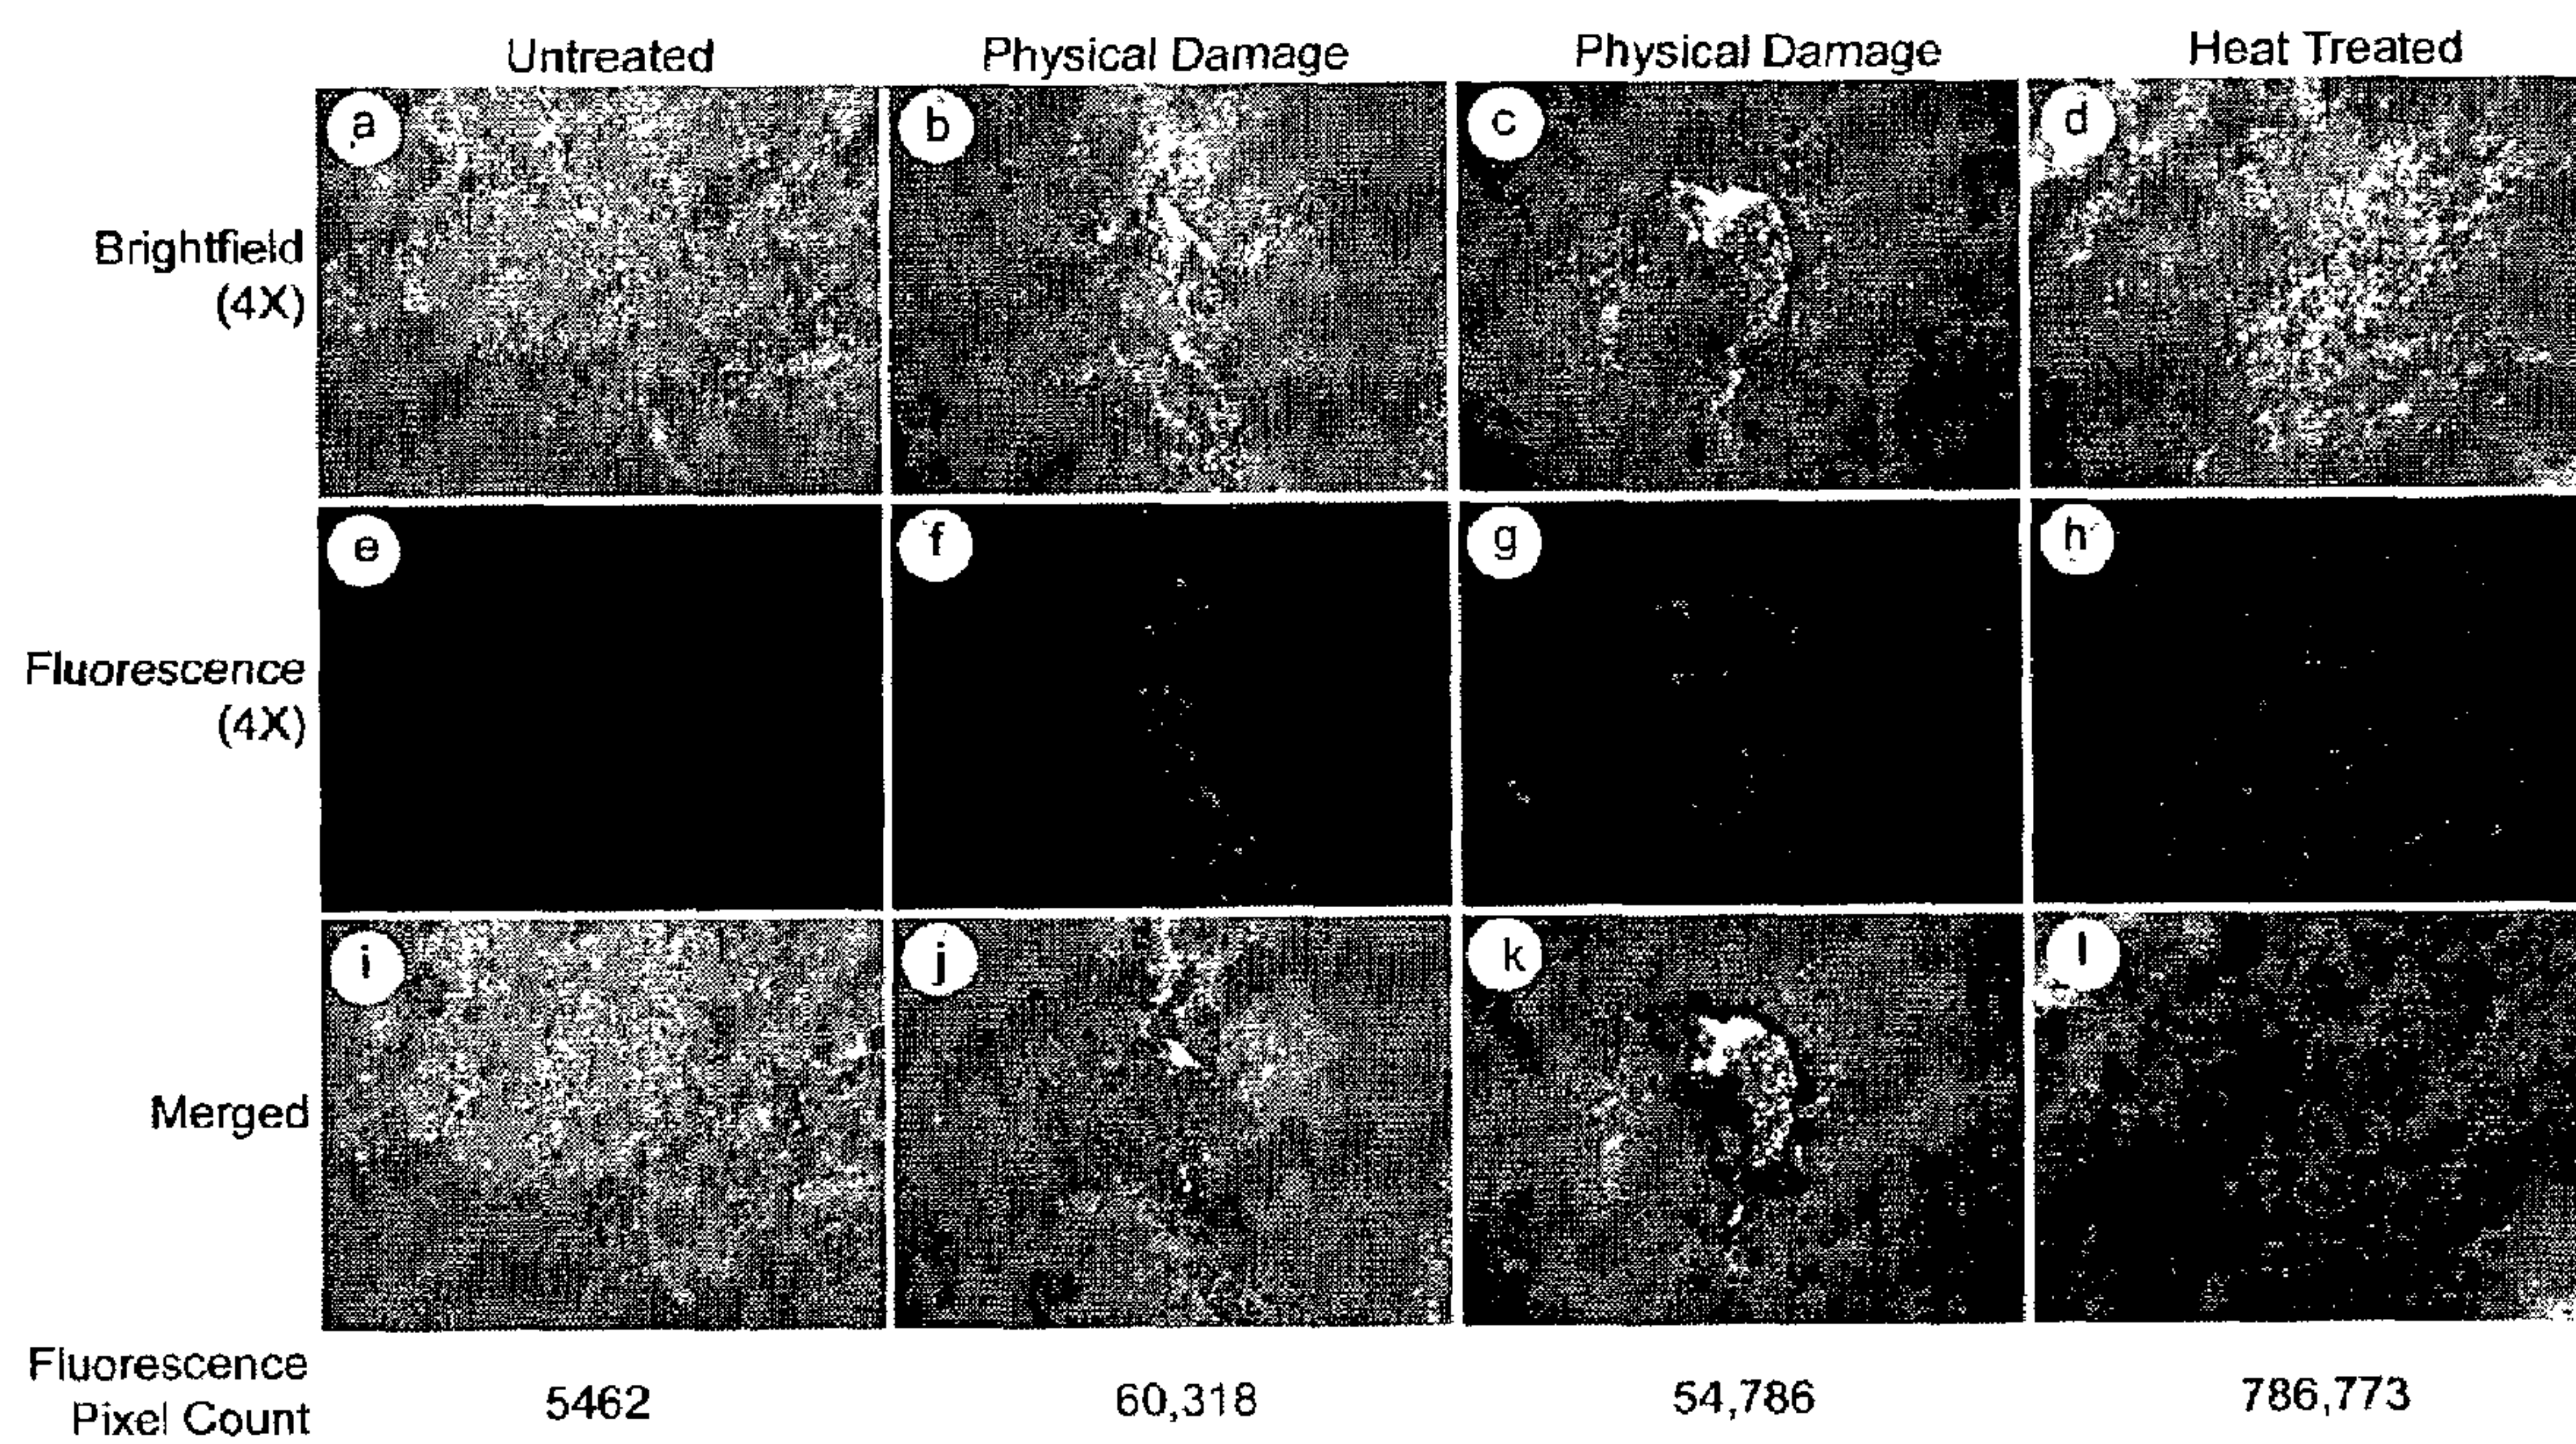 Untreated Physical Damage Physical Damage Heat Treated
a b c d
Brightfield
(4X)
e f g h
Fluorescence
(4X)
i j k l
Merged
Fluorescence
Pixel Count 5462 60,318 54,786 786,773